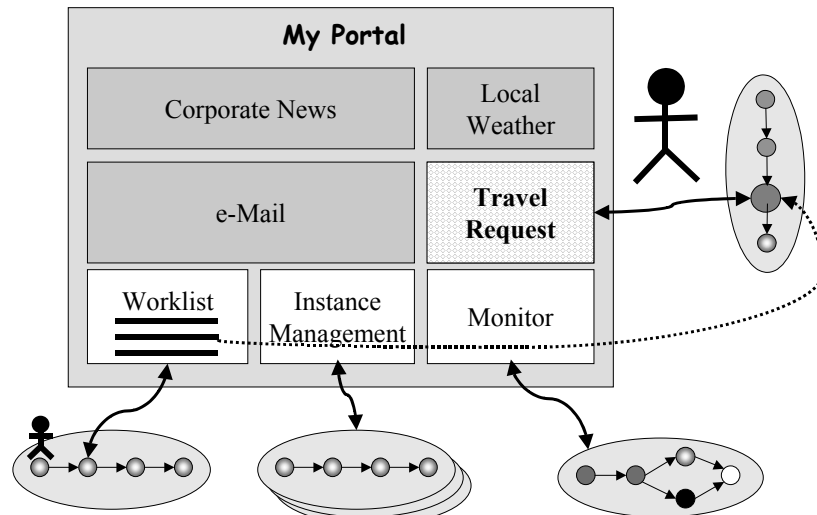 My Portal
Corporate News
Local
Weather
e-Mail
Travel
Request
Worklist
Instance
Management
Monitor